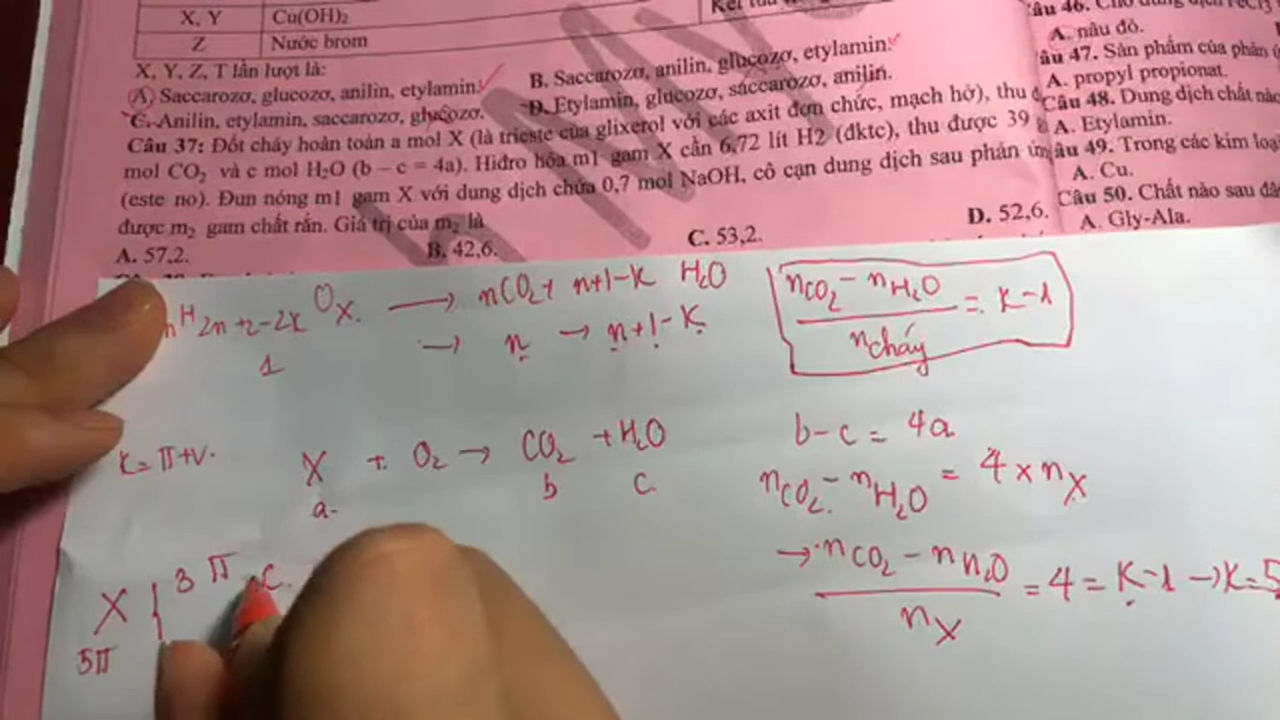 X, Y Cu(OH)₂ Kết tủa
Z Nước brom
X, Y, Z, T lần lượt là:
A. Saccarozơ, glucozơ, anilin, etylamin. B. Saccarozơ, anilin, glucozơ, etylamin.
C. Anilin, etylamin, saccarozơ, glucozơ. D. Etylamin, glucozơ, saccarozơ, anilin.
Câu 37: Đốt cháy hoàn toàn a mol X (là trieste của glixerol với các axit đơn chức, mạch hở), thu
mol CO₂ và c mol H₂O (b – c = 4a). Hiđro hóa m1 gam X cần 6,72 lít H2 (đktc), thu được 39
(este no). Đun nóng m1 gam X với dung dịch chứa 0,7 mol NaOH, cô cạn dung dịch sau phản
được m₂ gam chất rắn. Giá trị của m₂ là
A. 57,2. B. 42,6. C. 53,2. D. 52,6.
Câu 46. Cho dung dịch
A. nâu đỏ.
Câu 47. Sản phẩm của phản
A. propyl propionat.
Câu 48. Dung dịch chất nào
A. Etylamin.
âu 49. Trong các kim loại
A. Cu.
Câu 50. Chất nào sau
A. Gly-Ala.
H2n+2-2k Ox. → nCO₂ + n+1-k H₂O
1 → n → n+1-k
nCO₂ - nH₂O / ncháy = k-1
k = π+v.
X + O₂ → CO₂ + H₂O
a b c
b-c = 4a
nCO₂ - nH₂O = 4 x nX
→ nCO₂ - nH₂O / nX = 4 = k-1 → k=5
X { 3 π
5π